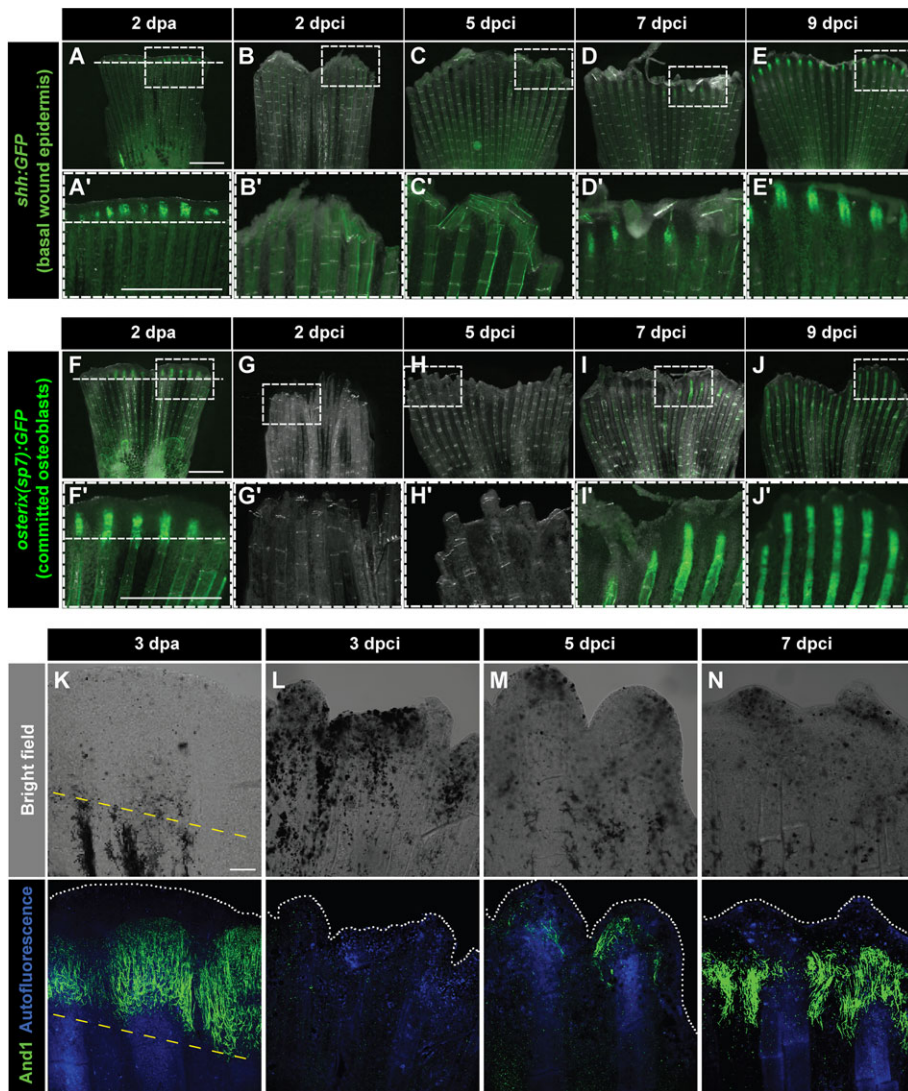 2 dpa 2 dpci 5 dpci 7 dpci 9 dpci
shh:GFP
(basal wound epidermis)
A B C D E
A' B' C' D' E'
2 dpa 2 dpci 5 dpci 7 dpci 9 dpci
osterix(sp7):GFP
(committed osteoblasts)
F G H I J
F' G' H' I' J'
3 dpa 3 dpci 5 dpci 7 dpci
Bright field
K L M N
And1 Autofluorescence